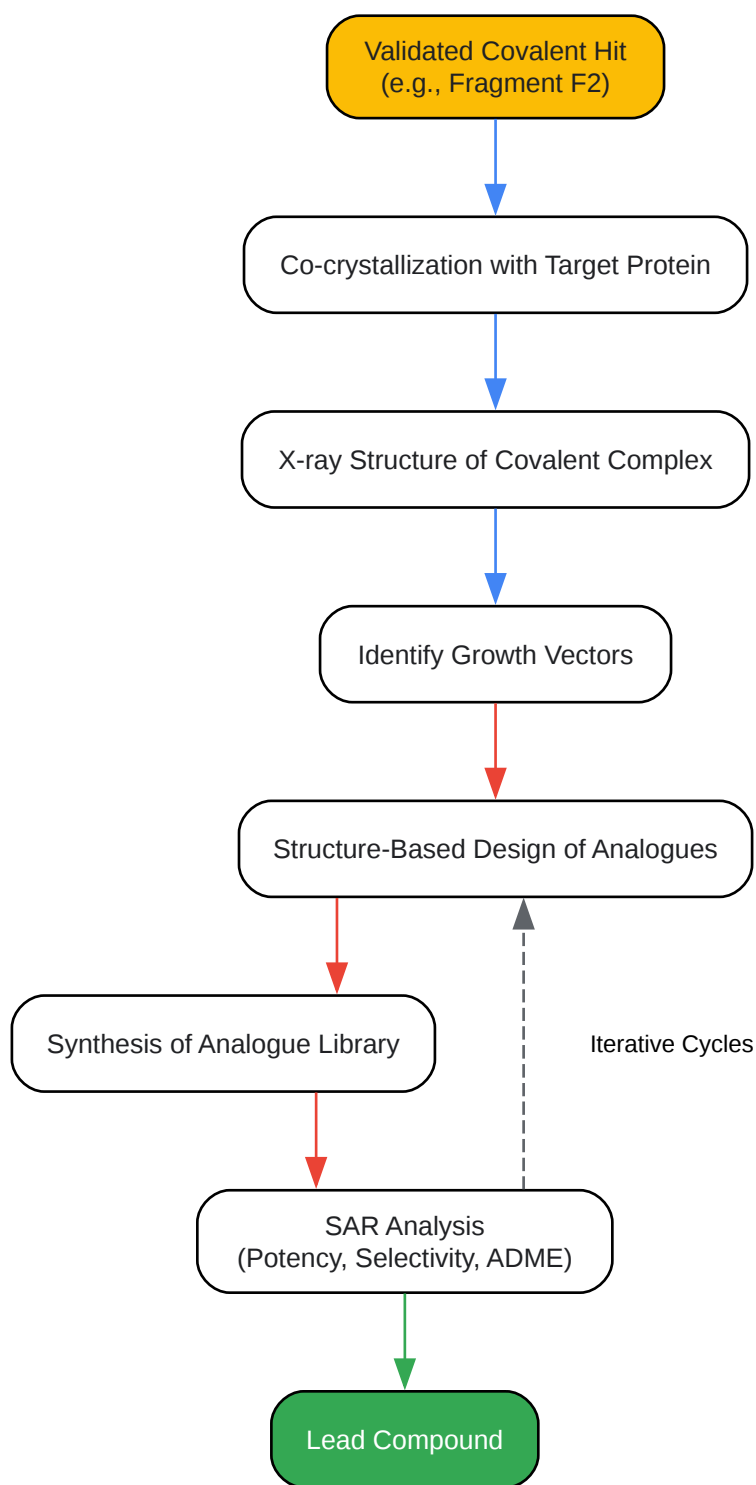 Validated Covalent Hit
(e.g., Fragment F2)
Co-crystallization with Target Protein
X-ray Structure of Covalent Complex
Identify Growth Vectors
Structure-Based Design of Analogues
Synthesis of Analogue Library
Iterative Cycles
SAR Analysis
(Potency, Selectivity, ADME)
Lead Compound